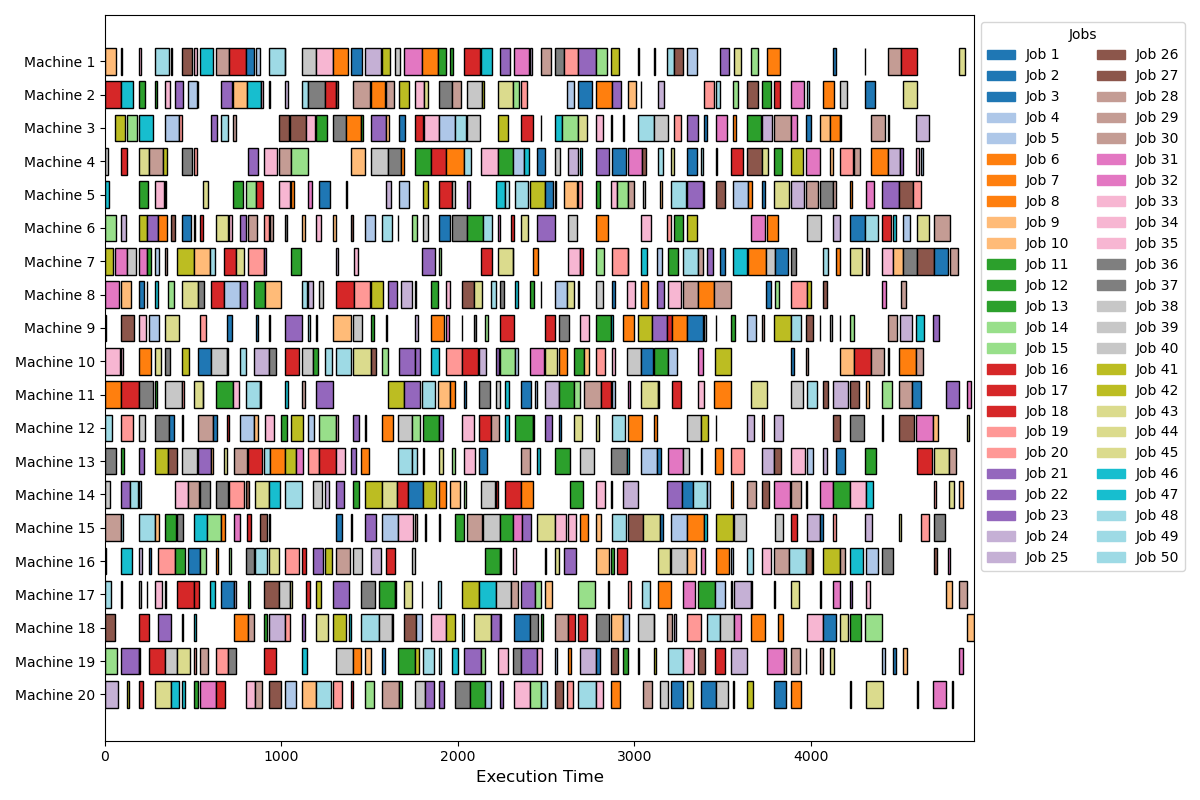 Machine 1
Machine 2
Machine 3
Machine 4
Machine 5
Machine 6
Machine 7
Machine 8
Machine 9
Machine 10
Machine 11
Machine 12
Machine 13
Machine 14
Machine 15
Machine 16
Machine 17
Machine 18
Machine 19
Machine 20
0 1000 2000 3000 4000
Execution Time
Jobs
Job 1 Job 26
Job 2 Job 27
Job 3 Job 28
Job 4 Job 29
Job 5 Job 30
Job 6 Job 31
Job 7 Job 32
Job 8 Job 33
Job 9 Job 34
Job 10 Job 35
Job 11 Job 36
Job 12 Job 37
Job 13 Job 38
Job 14 Job 39
Job 15 Job 40
Job 16 Job 41
Job 17 Job 42
Job 18 Job 43
Job 19 Job 44
Job 20 Job 45
Job 21 Job 46
Job 22 Job 47
Job 23 Job 48
Job 24 Job 49
Job 25 Job 50